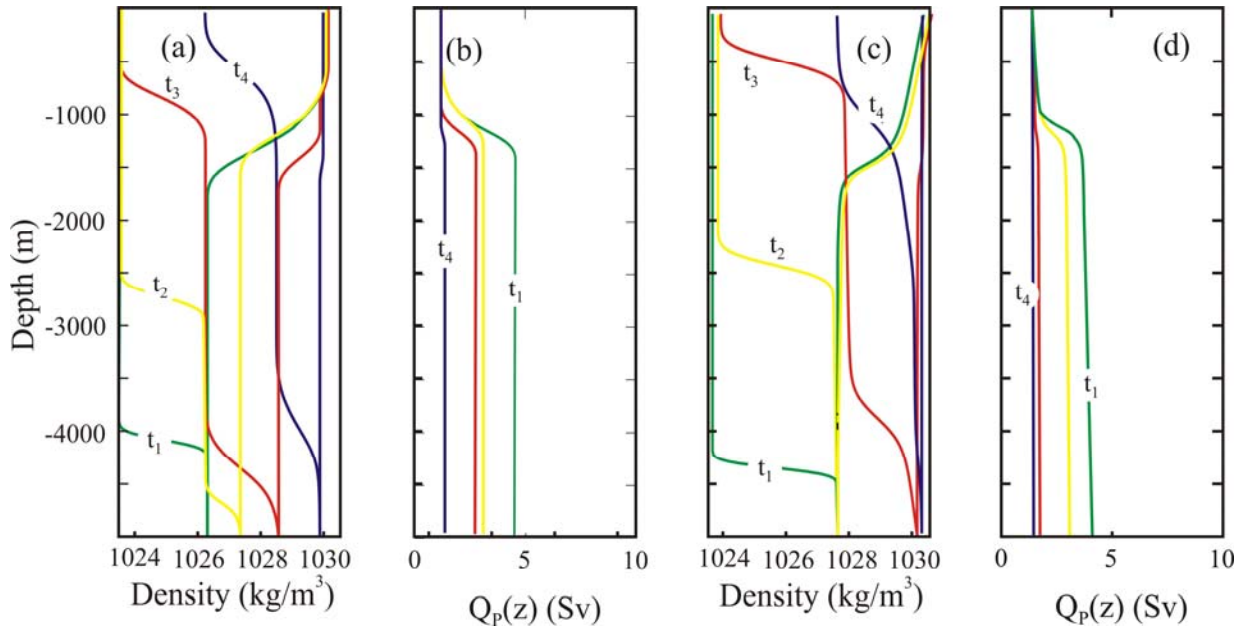 (a)
t4
t3
t2
t1
-1000
-2000
-3000
-4000
Depth (m)
1024 1026 1028 1030
Density (kg/m³)
(b)
t4
t1
0 5 10
QP(z) (Sv)
(c)
t3
t4
t2
t1
1024 1026 1028 1030
Density (kg/m³)
(d)
t4
t1
0 5 10
QP(z) (Sv)